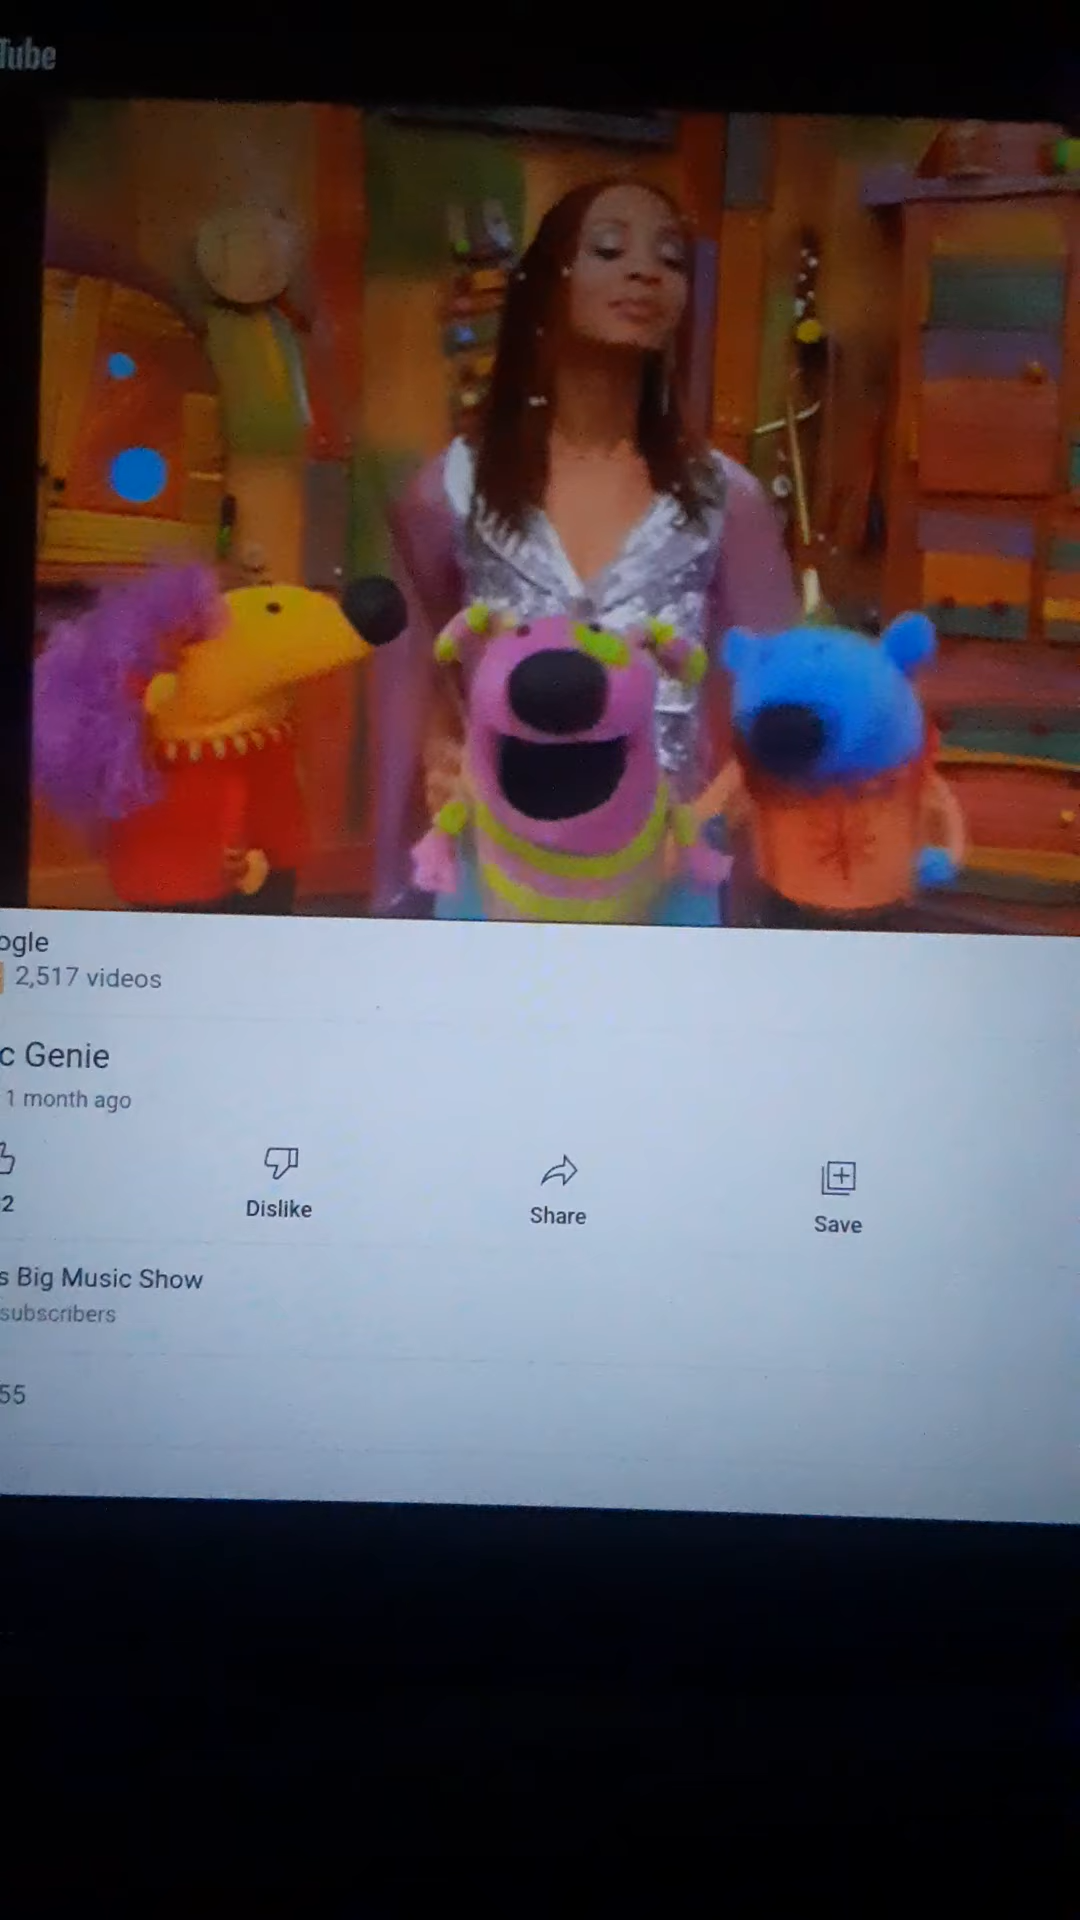 Tube
ogle
2,517 videos
c Genie
1 month ago
2
Dislike
Share
Save
s Big Music Show
subscribers
55